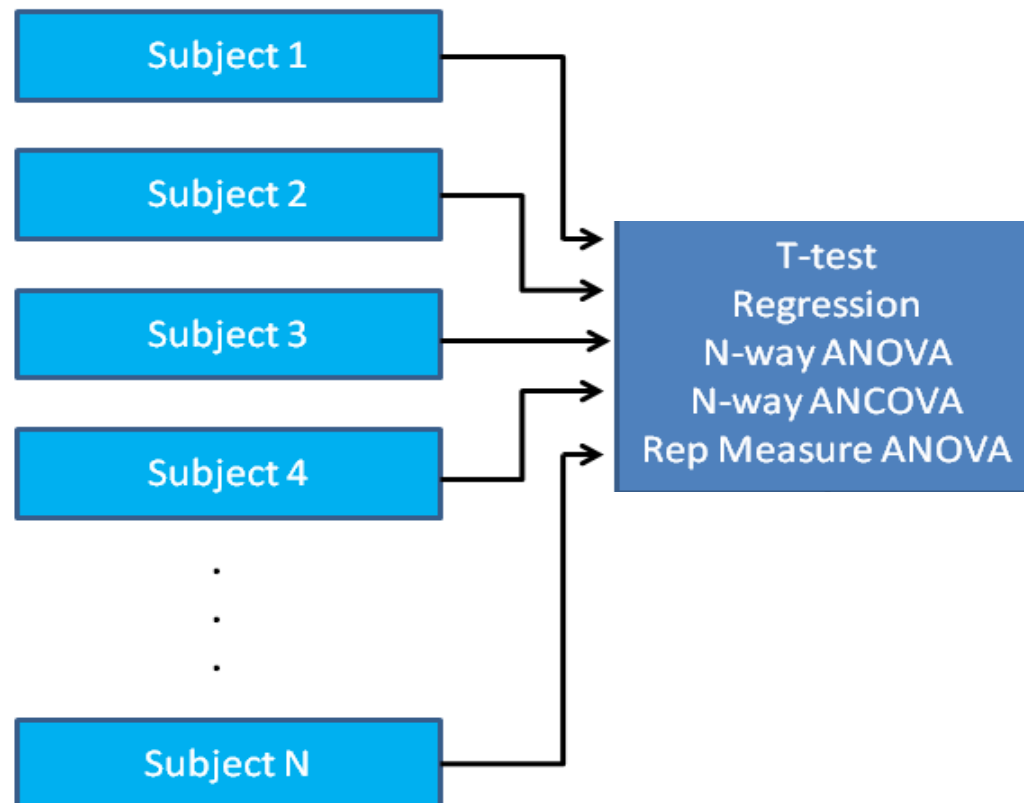 Subject 1
Subject 2
Subject 3
Subject 4
.
.
.
Subject N
T-test
Regression
N-way ANOVA
N-way ANCOVA
Rep Measure ANOVA